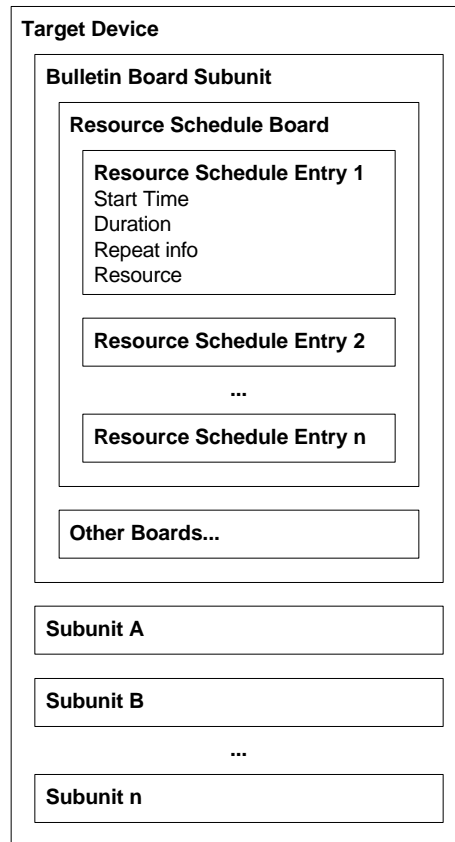 Target Device
Bulletin Board Subunit
Resource Schedule Board
Resource Schedule Entry 1
Start Time
Duration
Repeat info
Resource
Resource Schedule Entry 2
...
Resource Schedule Entry n
Other Boards...
Subunit A
Subunit B
...
Subunit n